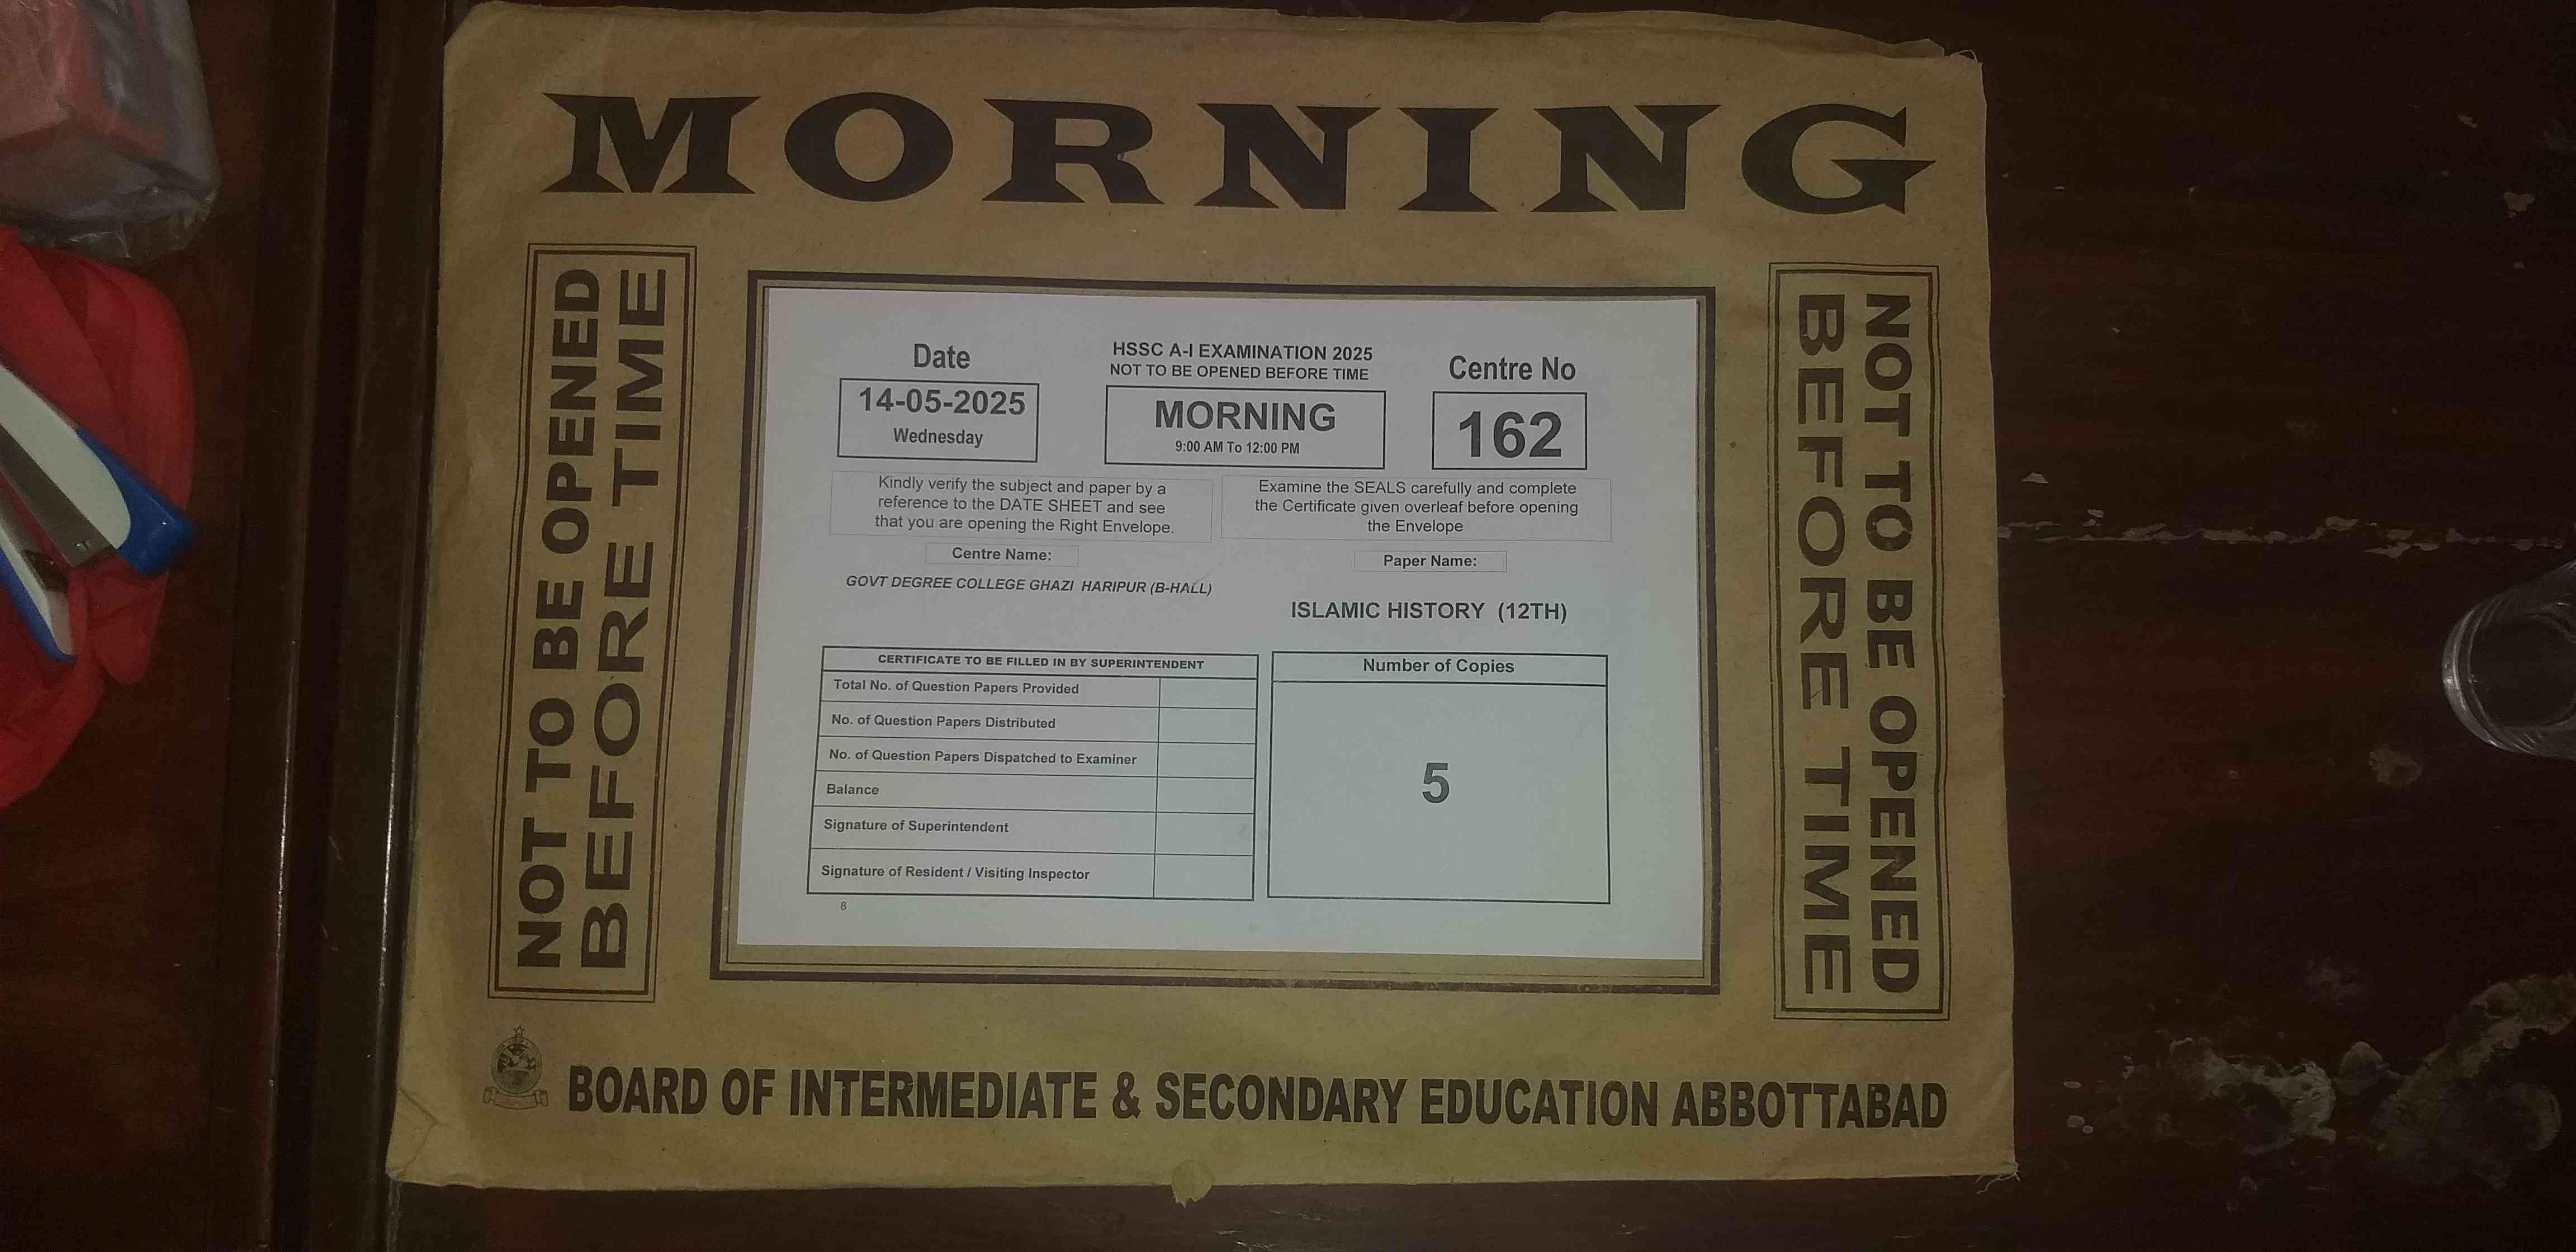 MORNING
NOT TO BE OPENED
BEFORE TIME
Date
14-05-2025
Wednesday
HSSC A-I EXAMINATION 2025
NOT TO BE OPENED BEFORE TIME
MORNING
9:00 AM To 12:00 PM
Centre No
162
Kindly verify the subject and paper by a
reference to the DATE SHEET and see
that you are opening the Right Envelope.
Examine the SEALS carefully and complete
the Certificate given overleaf before opening
the Envelope
Centre Name:
GOVT DEGREE COLLEGE GHAZI HARIPUR (B-HALL)
Paper Name:
ISLAMIC HISTORY (12TH)
CERTIFICATE TO BE FILLED IN BY SUPERINTENDENT
Total No. of Question Papers Provided
No. of Question Papers Distributed
No. of Question Papers Dispatched to Examiner
Balance
Signature of Superintendent
Signature of Resident / Visiting Inspector
Number of Copies
5
8
NOT TO BE OPENED
BEFORE TIME
BOARD OF INTERMEDIATE & SECONDARY EDUCATION ABBOTTABAD